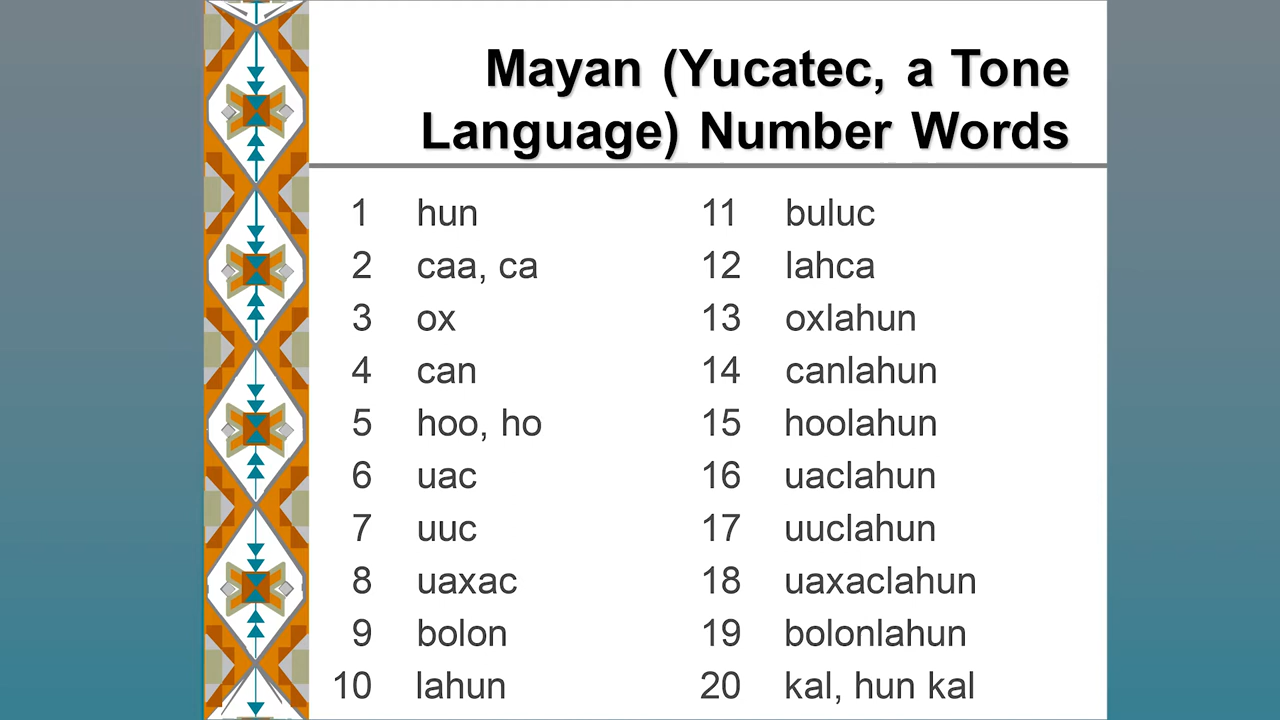 Mayan (Yucatec, a Tone
Language) Number Words
1 hun
2 caa, ca
3 ox
4 can
5 hoo, ho
6 uac
7 uuc
8 uaxac
9 bolon
10 lahun
11 buluc
12 lahca
13 oxlahun
14 canlahun
15 hoolahun
16 uaclahun
17 uuclahun
18 uaxaclahun
19 bolonlahun
20 kal, hun kal